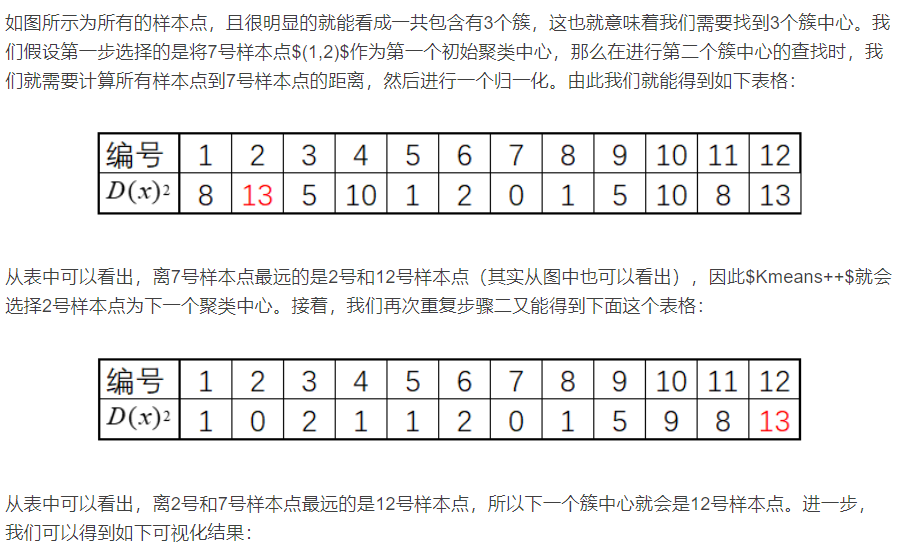 如图所示为所有的样本点，且很明显的就能看成一共包含有3个簇，这也就意味着我们需要找到3个簇中心。我
们假设第一步选择的是将7号样本点$(1,2)$作为第一个初始聚类中心，那么在进行第二个簇中心的查找时，我
们就需要计算所有样本点到7号样本点的距离，然后进行一个归一化。由此我们就能得到如下表格：
编号 1 2 3 4 5 6 7 8 9 10 11 12
D(x)² 8 13 5 10 1 2 0 1 5 10 8 13
从表中可以看出，离7号样本点最远的是2号和12号样本点（其实从图中也可以看出），因此$Kmeans++$就会
选择2号样本点为下一个聚类中心。接着，我们再次重复步骤二又能得到下面这个表格：
编号 1 2 3 4 5 6 7 8 9 10 11 12
D(x)² 1 0 2 1 1 2 0 1 5 9 8 13
从表中可以看出，离2号和7号样本点最远的是12号样本点，所以下一个簇中心就会是12号样本点。进一步，
我们可以得到如下可视化结果：